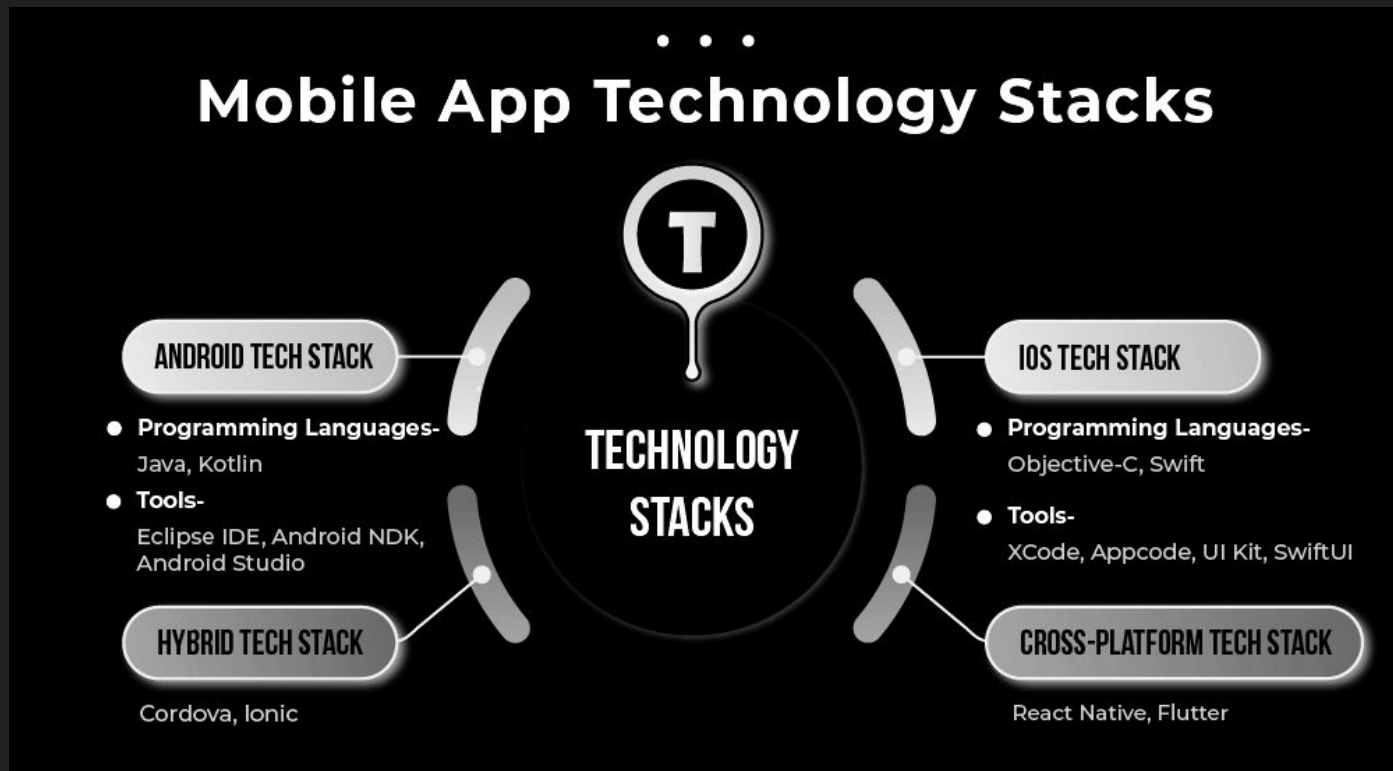 Mobile App Technology Stacks
T
ANDROID TECH STACK
Programming Languages-
Java, Kotlin
Tools-
Eclipse IDE, Android NDK,
Android Studio
HYBRID TECH STACK
Cordova, Ionic
TECHNOLOGY
STACKS
IOS TECH STACK
Programming Languages-
Objective-C, Swift
Tools-
XCode, Appcode, UI Kit, SwiftUI
CROSS-PLATFORM TECH STACK
React Native, Flutter